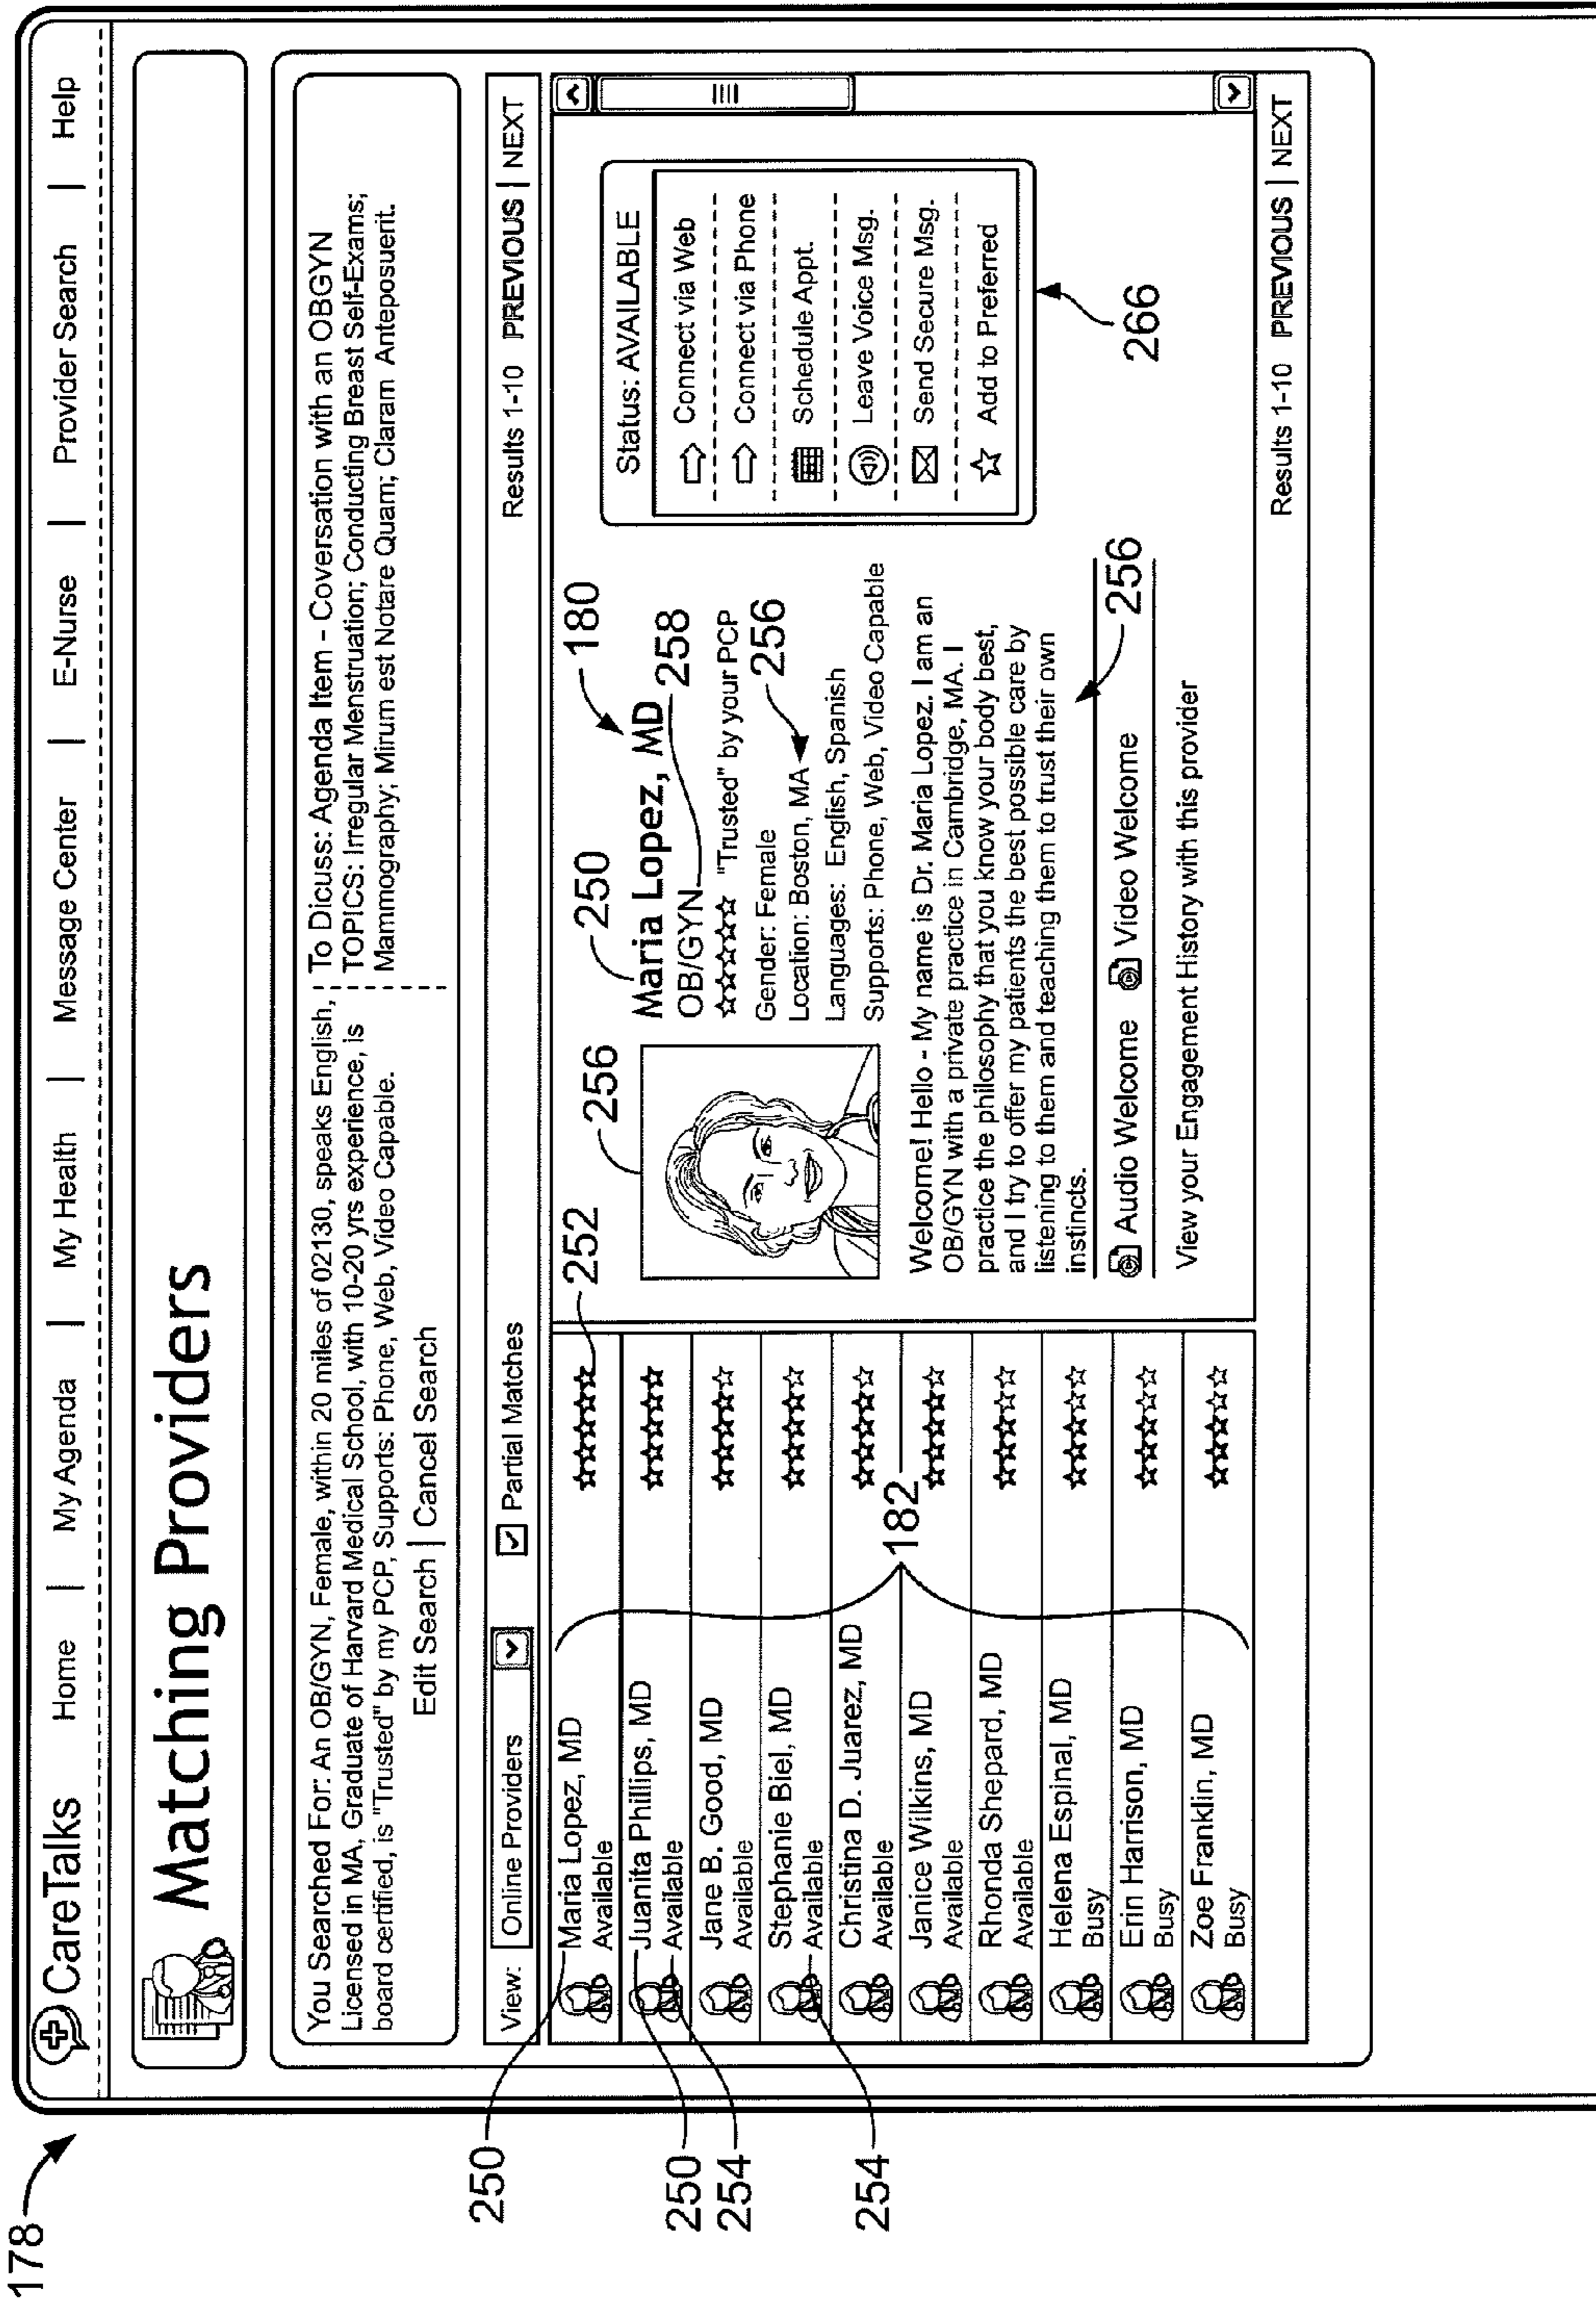 178
CareTalks
Home | My Agenda | My Health | Message Center | E-Nurse | Provider Search | Help
Matching Providers
You Searched For: An OB/GYN, Female, within 20 miles of 02130, speaks English,
Licensed in MA, Graduate of Harvard Medical School, with 10-20 yrs experience, is
board certified, is "Trusted" by my PCP, Supports: Phone, Web, Video Capable.
Edit Search | Cancel Search
To Dicuss: Agenda Item - Coversation with an OBGYN
TOPICS: Irregular Menstruation; Conducting Breast Self-Exams;
Mammography; Mirum est Notare Quam; Claram Anteposuerit.
View: Online Providers Partial Matches
Results 1-10 PREVIOUS | NEXT
250
Maria Lopez, MD
Available
252
250
Juanita Phillips, MD
254
Available
Jane B. Good, MD
Available
Stephanie Biel, MD
254
Available
Christina D. Juarez, MD
Available
182
Janice Wilkins, MD
Available
Rhonda Shepard, MD
Available
Helena Espinal, MD
Busy
Erin Harrison, MD
Busy
Zoe Franklin, MD
Busy
256
250
180
Maria Lopez, MD
OB/GYN
258
"Trusted" by your PCP
Gender: Female
Location: Boston, MA
256
Languages: English, Spanish
Supports: Phone, Web, Video Capable
Welcome! Hello - My name is Dr. Maria Lopez. I am an
OB/GYN with a private practice in Cambridge, MA. I
practice the philosophy that you know your body best,
and I try to offer my patients the best possible care by
listening to them and teaching them to trust their own
instincts.
256
Audio Welcome Video Welcome
View your Engagement History with this provider
Status: AVAILABLE
Connect via Web
Connect via Phone
Schedule Appt.
Leave Voice Msg.
Send Secure Msg.
Add to Preferred
266
Results 1-10 PREVIOUS | NEXT